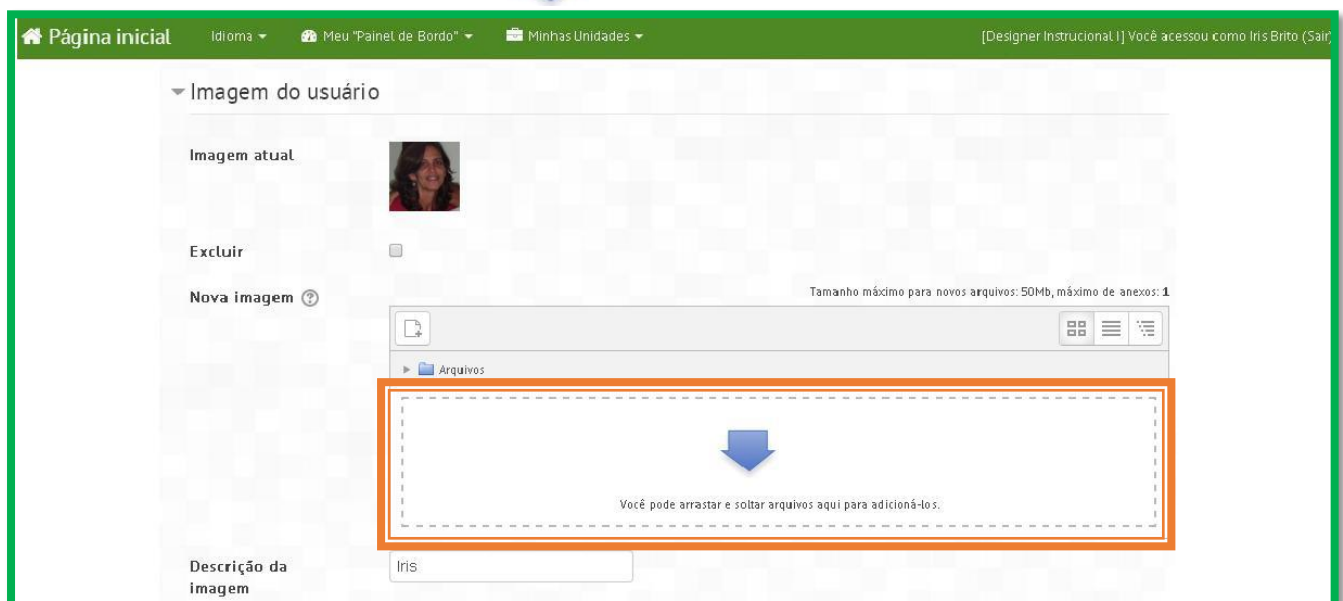 Página inicial Idioma Meu "Painel de Bordo" Minhas Unidades [Designer Instrucional I] Você acessou como Iris Brito (Sair)
Imagem do usuário
Imagem atual
Excluir
Nova imagem ?
Tamanho máximo para novos arquivos: 50Mb, máximo de anexos: 1
Arquivos
Você pode arrastar e soltar arquivos aqui para adicioná-los.
Descrição da
imagem
Iris